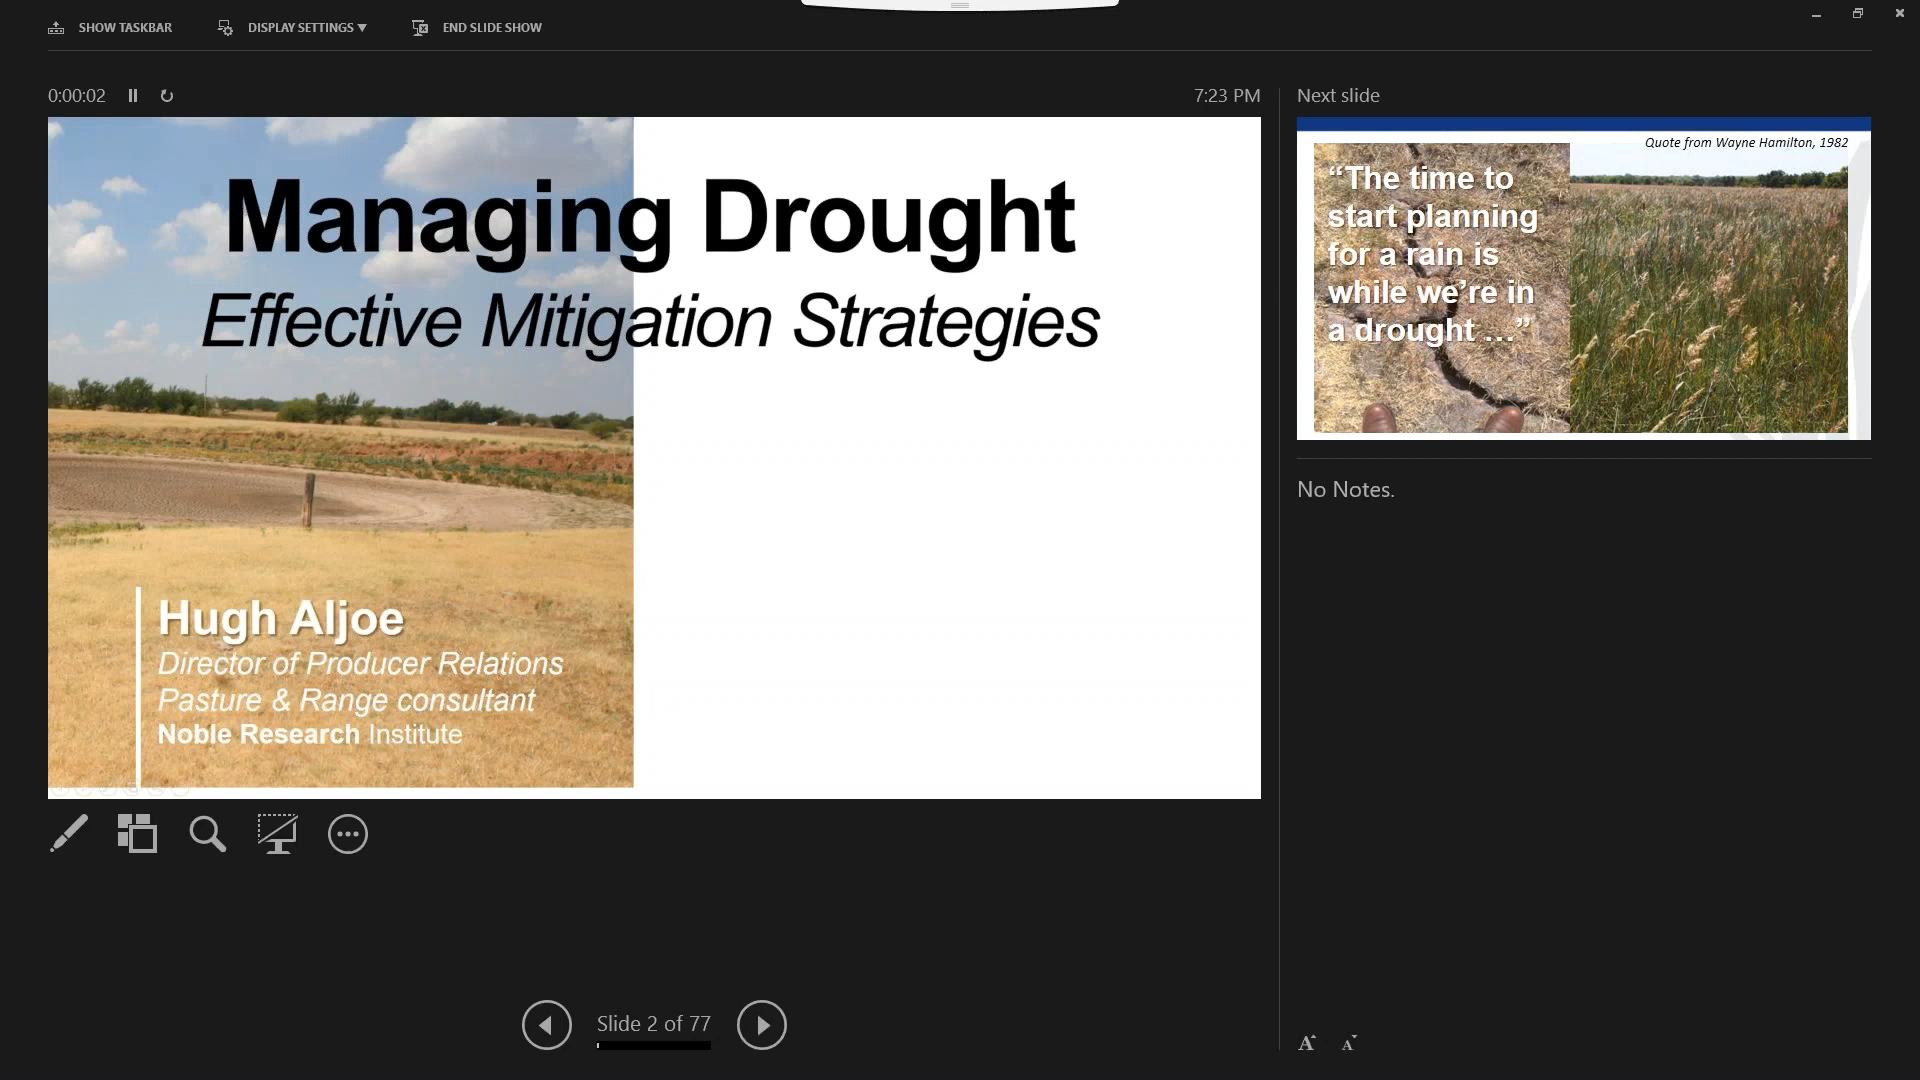 SHOW TASKBAR
DISPLAY SETTINGS
END SLIDE SHOW
0:00:02
7:23 PM
Managing Drought
Effective Mitigation Strategies
Hugh Aljoe
Director of Producer Relations
Pasture & Range consultant
Noble Research Institute
Slide 2 of 77
Next slide
Quote from Wayne Hamilton, 1982
“The time to
start planning
for a rain is
while we’re in
a drought …”
No Notes.
A
A